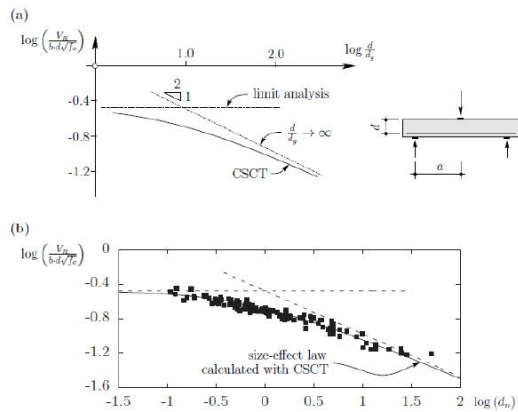 (a)
log (V_R / b·d√f_c)
log d/d_g
1.0
2.0
2
1
limit analysis
-0.4
d/d_g → ∞
-0.8
CSCT
-1.2
d
a
(b)
log (V_R / b·d√f_c)
0
-0.4
-0.8
size-effect law
calculated with CSCT
-1.2
-1.6
-1.5 -1.0 -0.5 0 0.5 1.0 1.5 2
log (d_n)